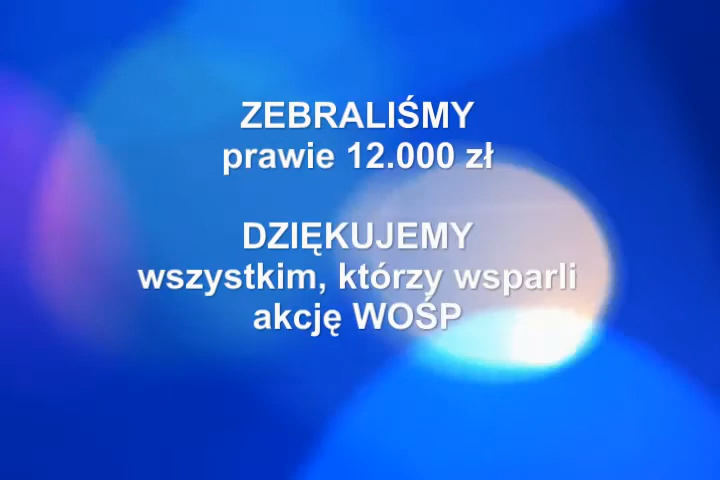 ZEBRALIŚMY
prawie 12.000 zł
DZIĘKUJEMY
wszystkim, którzy wsparli
akcję WOŚP